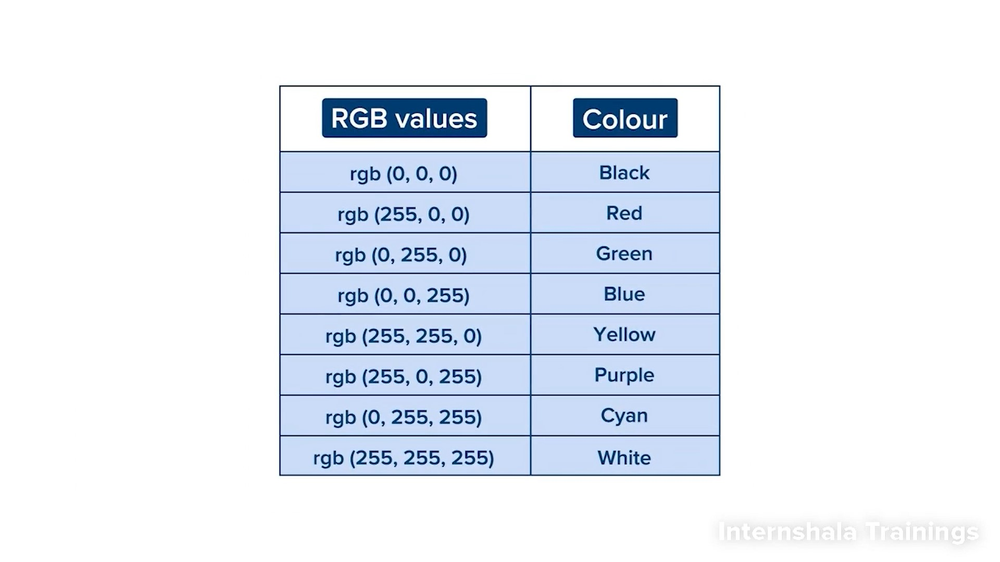 RGB values Colour
rgb (0, 0, 0) Black
rgb (255, 0, 0) Red
rgb (0, 255, 0) Green
rgb (0, 0, 255) Blue
rgb (255, 255, 0) Yellow
rgb (255, 0, 255) Purple
rgb (0, 255, 255) Cyan
rgb (255, 255, 255) White
Internshala Trainings